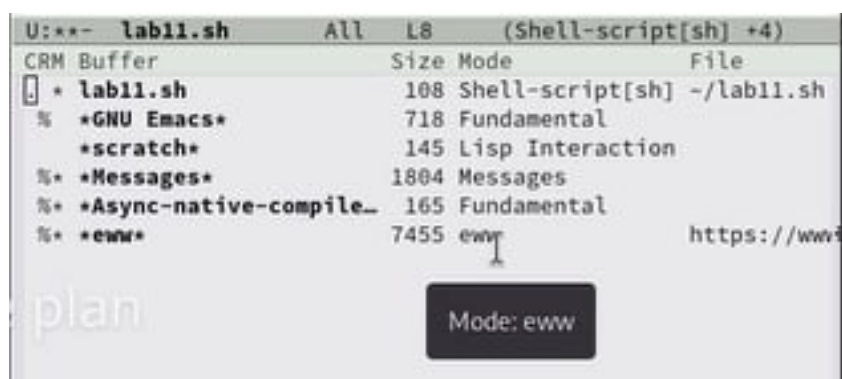 U:**-  lab11.sh  All  L8  (Shell-script[sh] +4)
CRM Buffer  Size Mode  File
. * lab11.sh  108 Shell-script[sh] ~/lab11.sh
% *GNU Emacs*  718 Fundamental
*scratch*  145 Lisp Interaction
%* *Messages*  1804 Messages
%* *Async-native-compile…  165 Fundamental
%* *eww*  7455 eww  https://www
plan
Mode: eww